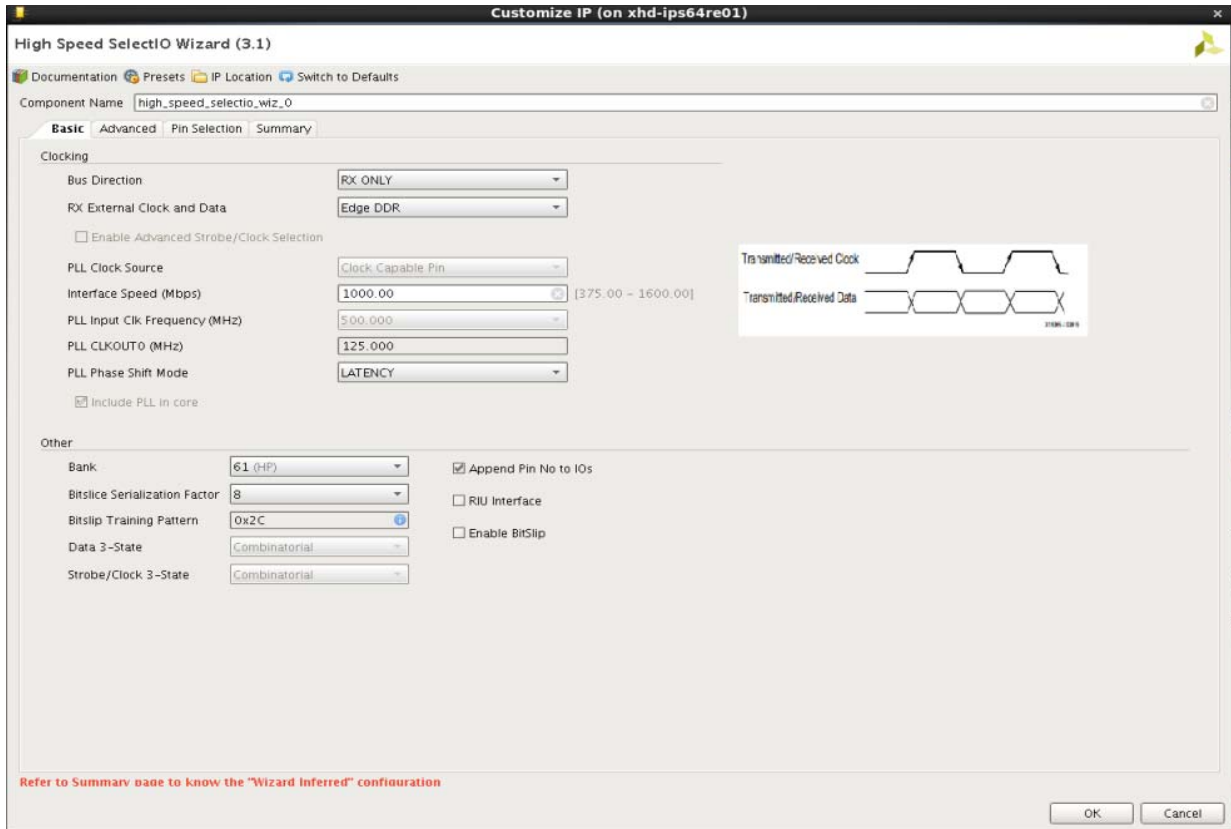 Customize IP (on xhd-ips64re01)
High Speed SelectIO Wizard (3.1)
Documentation Presets IP Location Switch to Defaults
Component Name high_speed_selectio_wiz_0
Basic Advanced Pin Selection Summary
Clocking
Bus Direction RX ONLY
RX External Clock and Data Edge DDR
Enable Advanced Strobe/Clock Selection
PLL Clock Source Clock Capable Pin
Interface Speed (Mbps) 1000.00 [375.00 - 1600.00]
PLL Input Clk Frequency (MHz) 500.000
PLL CLKOUT0 (MHz) 125.000
PLL Phase Shift Mode LATENCY
Include PLL in core
Transmitted/Received Clock
Transmitted/Received Data
Other
Bank 61 (HP)
Append Pin No to IOs
Bitslice Serialization Factor 8
RIU Interface
Bitslip Training Pattern 0x2C
Enable BitSlip
Data 3-State Combinatorial
Strobe/Clock 3-State Combinatorial
Refer to Summary page to know the "Wizard Inferred" configuration
OK Cancel